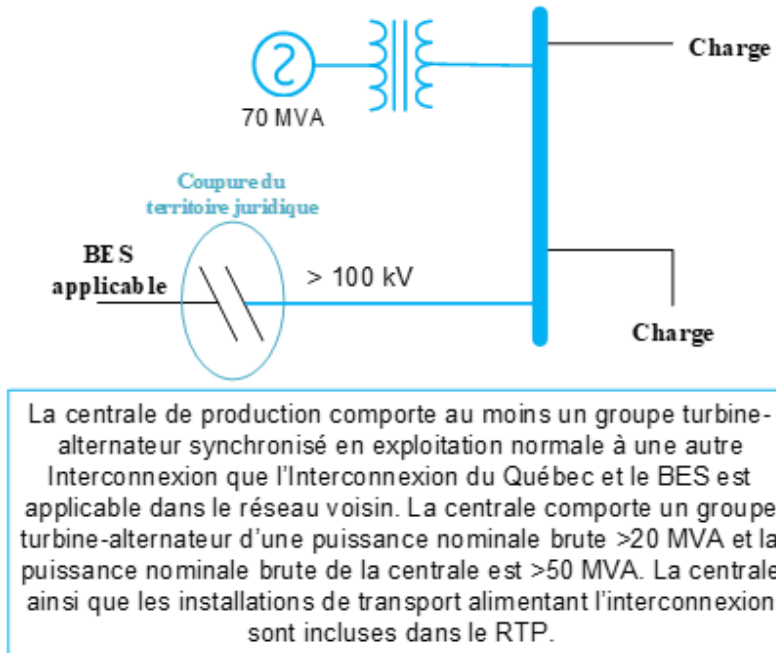 Charge
70 MVA
Coupure du
territoire juridique
BES
applicable
> 100 kV
Charge
La centrale de production comporte au moins un groupe turbine-
alternateur synchronisé en exploitation normale à une autre
Interconnexion que l’Interconnexion du Québec et le BES est
applicable dans le réseau voisin. La centrale comporte un groupe
turbine-alternateur d’une puissance nominale brute >20 MVA et la
puissance nominale brute de la centrale est >50 MVA. La centrale
ainsi que les installations de transport alimentant l’interconnexion
sont incluses dans le RTP.